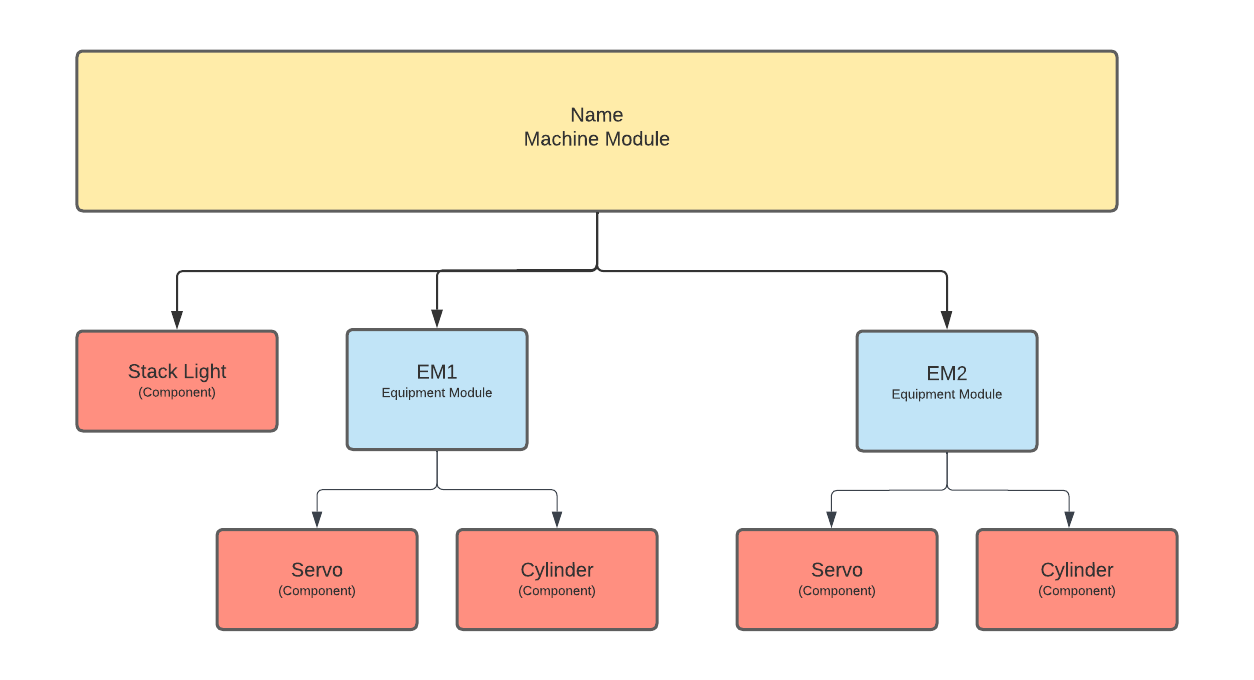 Name
Machine Module
Stack Light
(Component)
EM1
Equipment Module
EM2
Equipment Module
Servo
(Component)
Cylinder
(Component)
Servo
(Component)
Cylinder
(Component)